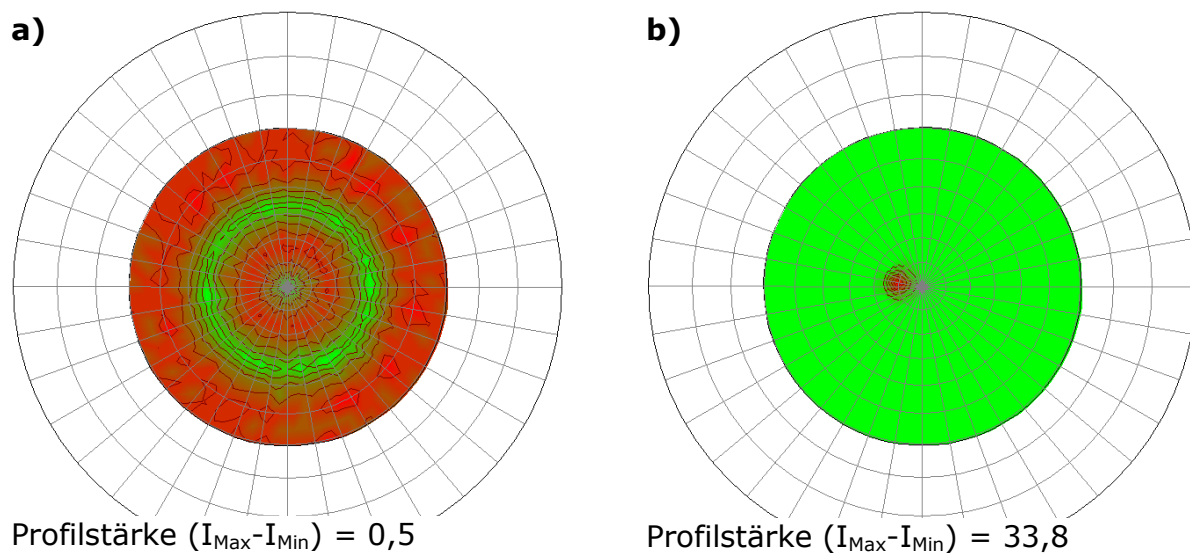 a)
b)
Profilstärke (I_Max-I_Min) = 0,5
Profilstärke (I_Max-I_Min) = 33,8